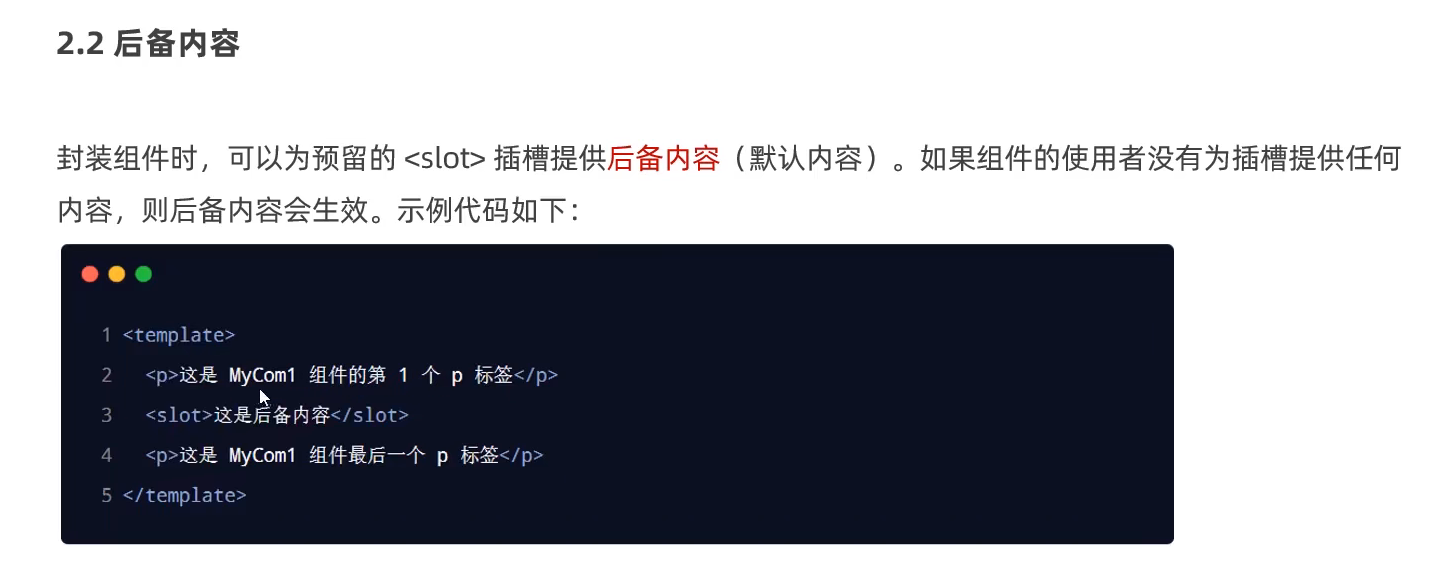 2.2 后备内容
封装组件时，可以为预留的 <slot> 插槽提供后备内容（默认内容）。如果组件的使用者没有为插槽提供任何
内容，则后备内容会生效。示例代码如下：
1 <template>
2   <p>这是 MyCom1 组件的第 1 个 p 标签</p>
3   <slot>这是后备内容</slot>
4   <p>这是 MyCom1 组件最后一个 p 标签</p>
5 </template>